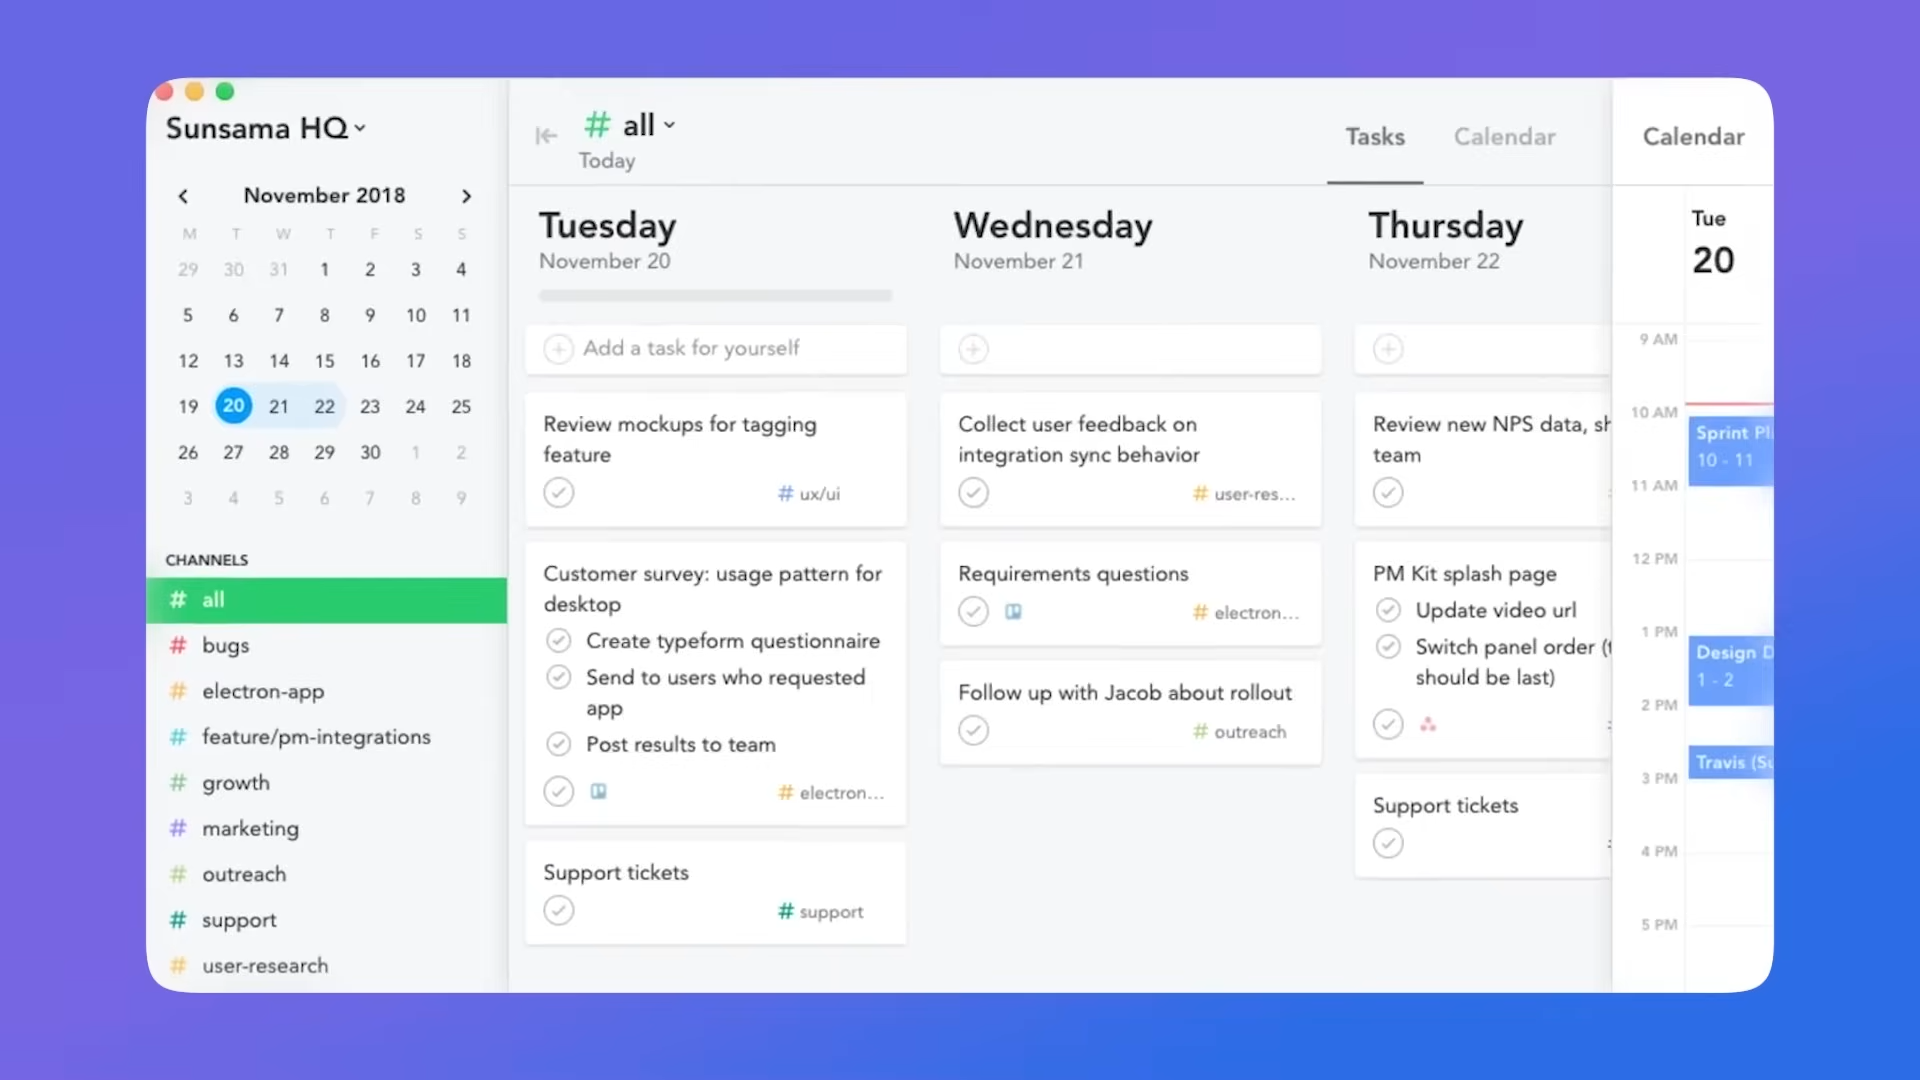 Sunsama HQ
November 2018
M T W T F S S
29 30 31 1 2 3 4
5 6 7 8 9 10 11
12 13 14 15 16 17 18
19 20 21 22 23 24 25
26 27 28 29 30 1 2
3 4 5 6 7 8 9
CHANNELS
# all
# bugs
# electron-app
# feature/pm-integrations
# growth
# marketing
# outreach
# support
# user-research
# all
Today
Tasks Calendar
Tuesday
November 20
Add a task for yourself
Review mockups for tagging
feature
# ux/ui
Customer survey: usage pattern for
desktop
Create typeform questionnaire
Send to users who requested
app
Post results to team
# electron...
Support tickets
# support
Wednesday
November 21
Collect user feedback on
integration sync behavior
# user-res...
Requirements questions
# electron...
Follow up with Jacob about rollout
# outreach
Thursday
November 22
Review new NPS data,
team
PM Kit splash page
Update video url
Switch panel order
should be last)
Support tickets
Calendar
Tue
20
9 AM
10 AM
Sprint
10 - 11
11 AM
12 PM
1 PM
Design
1 - 2
2 PM
Travis
3 PM
4 PM
5 PM